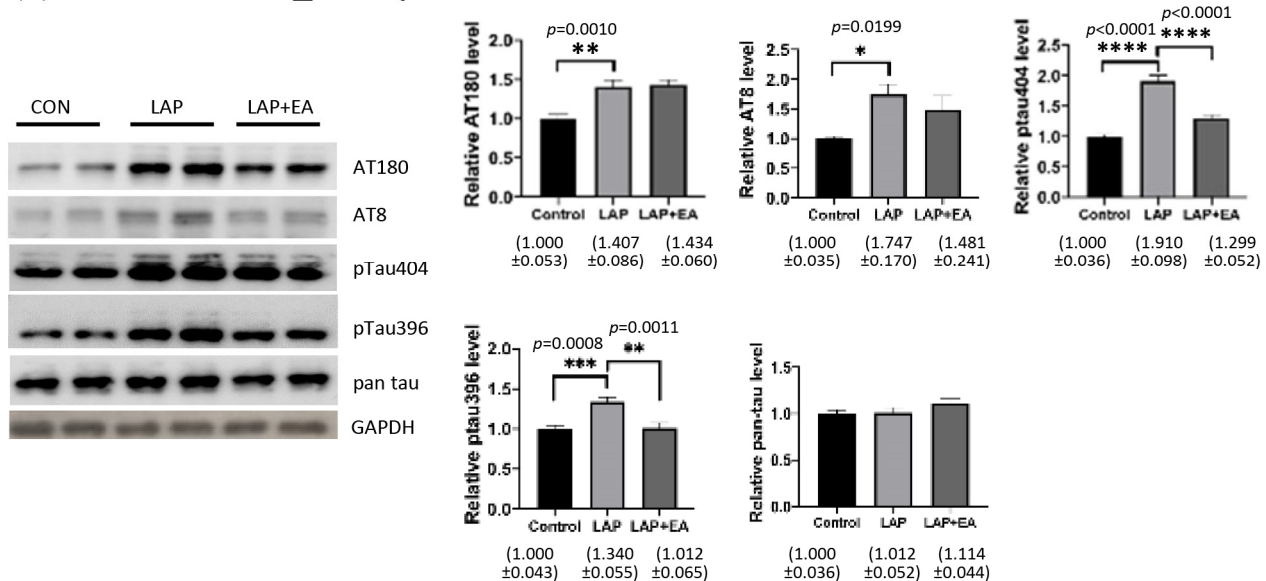 CON LAP LAP+EA
AT180
AT8
pTau404
pTau396
pan tau
GAPDH
p=0.0010
**
Relative AT180 level
2.0
1.5
1.0
0.5
0.0
Control LAP LAP+EA
(1.000 (1.407 (1.434
±0.053) ±0.086) ±0.060)
p=0.0199
*
Relative AT8 level
2.5
2.0
1.5
1.0
0.5
0.0
Control LAP LAP+EA
(1.000 (1.747 (1.481
±0.035) ±0.170) ±0.241)
p<0.0001
p<0.0001
**** ****
Relative ptau404 level
2.5
2.0
1.5
1.0
0.5
0.0
Control LAP LAP+EA
(1.000 (1.910 (1.299
±0.036) ±0.098) ±0.052)
p=0.0011
p=0.0008
*** **
Relative ptau396 level
2.0
1.5
1.0
0.5
0.0
Control LAP LAP+EA
(1.000 (1.340 (1.012
±0.043) ±0.055) ±0.065)
Relative pan-tau level
1.5
1.0
0.5
0.0
Control LAP LAP+EA
(1.000 (1.012 (1.114
±0.036) ±0.052) ±0.044)